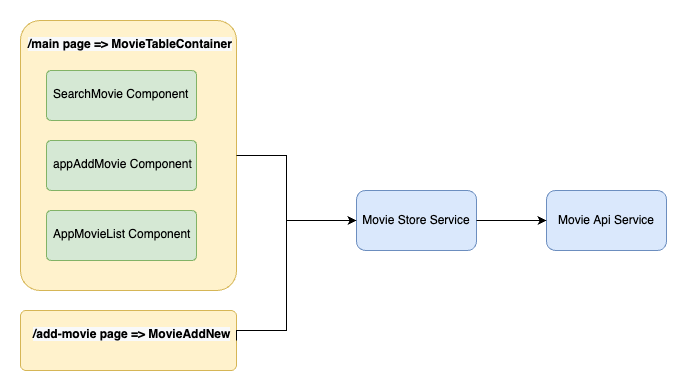 /main page => MovieTableContainer
SearchMovie Component
appAddMovie Component
AppMovieList Component
Movie Store Service
Movie Api Service
/add-movie page => MovieAddNew